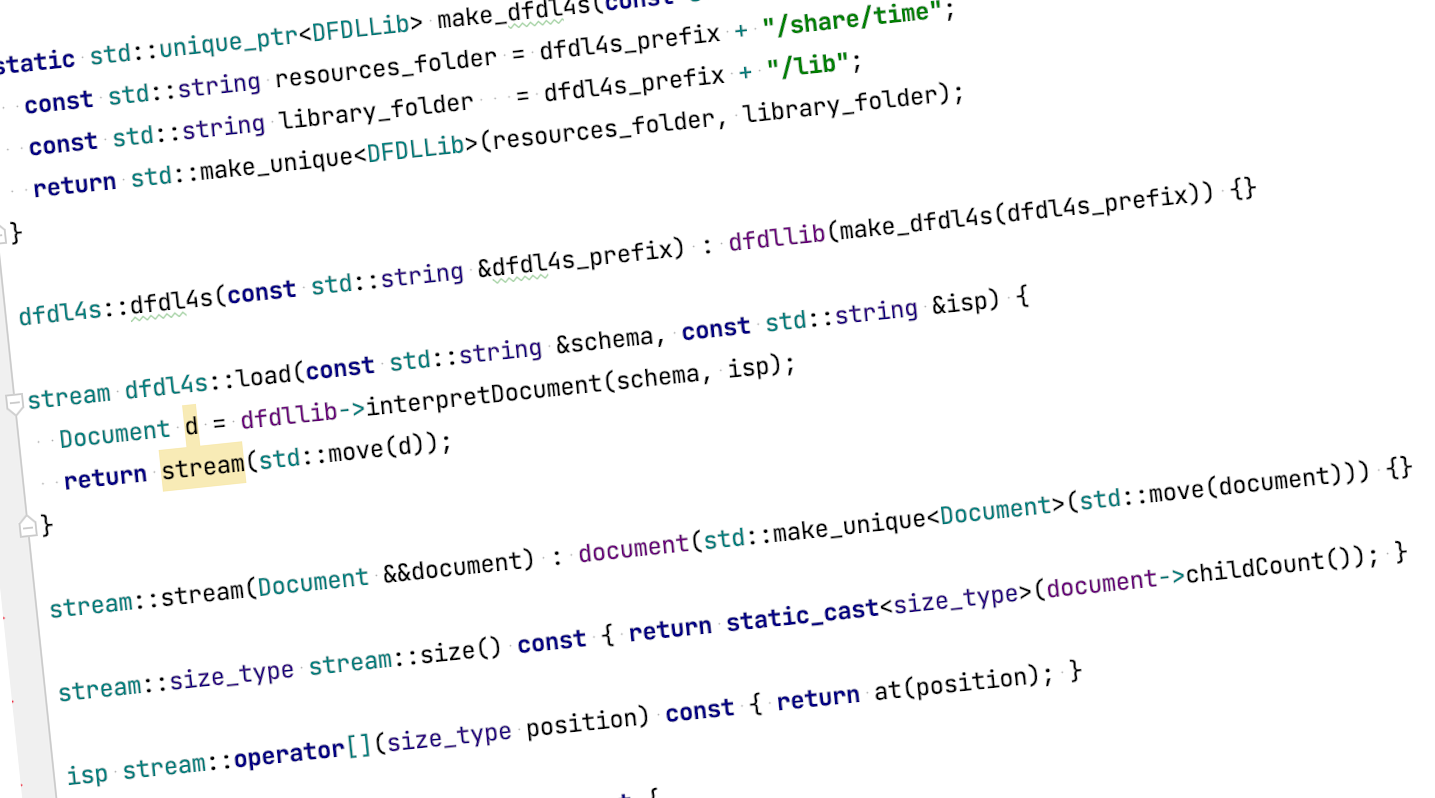 static std::unique_ptr<DFDLLib> make_dfdl4s(const
const std::string resources_folder = dfdl4s_prefix + "/share/time";
const std::string library_folder = dfdl4s_prefix + "/lib";
return std::make_unique<DFDLLib>(resources_folder, library_folder);
}
dfdl4s::dfdl4s(const std::string &dfdl4s_prefix) : dfdllib(make_dfdl4s(dfdl4s_prefix)) {}
stream dfdl4s::load(const std::string &schema, const std::string &isp) {
Document d = dfdllib->interpretDocument(schema, isp);
return stream(std::move(d));
}
stream::stream(Document &&document) : document(std::make_unique<Document>(std::move(document))) {}
stream::size_type stream::size() const { return static_cast<size_type>(document->childCount()); }
isp stream::operator[](size_type position) const { return at(position); }
{